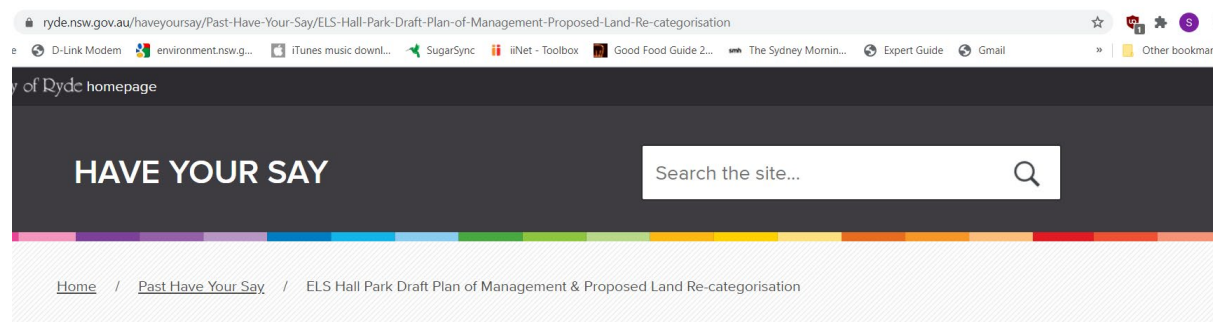 ryde.nsw.gov.au/haveyoursay/Past-Have-Your-Say/ELS-Hall-Park-Draft-Plan-of-Management-Proposed-Land-Re-categorisation
1 S
e D-Link Modem environment.nsw.g... iTunes music downl... SugarSync iiNet - Toolbox Good Food Guide 2... smh The Sydney Mornin... Expert Guide Gmail » Other bookmar
y of Ryde homepage
HAVE YOUR SAY Search the site...
Home / Past Have Your Say / ELS Hall Park Draft Plan of Management & Proposed Land Re-categorisation